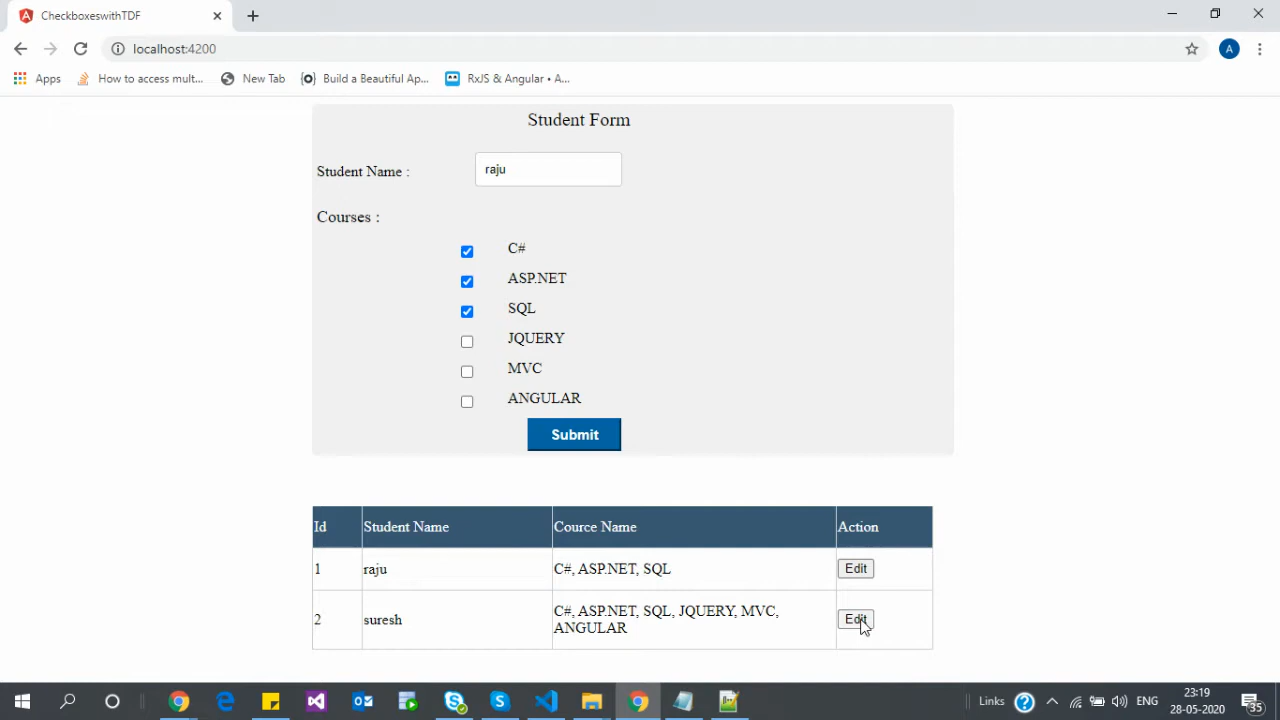 CheckboxeswithTDF
localhost:4200
A
Apps
How to access mult...
New Tab
Build a Beautiful Ap...
RxJS & Angular • A...
Student Form
Student Name :
raju
Courses :
C#
ASP.NET
SQL
JQUERY
MVC
ANGULAR
Submit
Id Student Name Cource Name Action
1 raju C#, ASP.NET, SQL Edit
2 suresh C#, ASP.NET, SQL, JQUERY, MVC, ANGULAR Edit
Links
ENG
23:19
28-05-2020
35